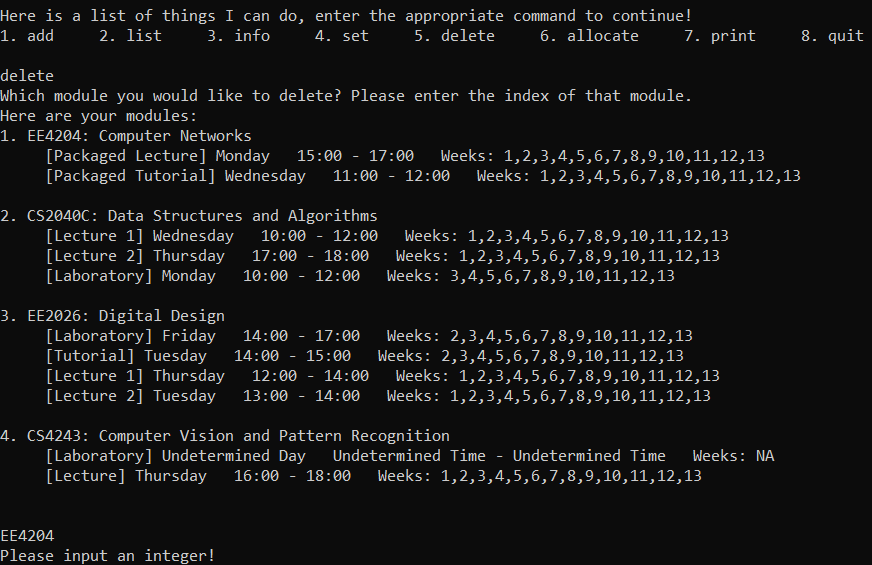 Here is a list of things I can do, enter the appropriate command to continue!
1. add     2. list     3. info     4. set     5. delete     6. allocate     7. print     8. quit
delete
Which module you would like to delete? Please enter the index of that module.
Here are your modules:
1. EE4204: Computer Networks
     [Packaged Lecture] Monday   15:00 - 17:00   Weeks: 1,2,3,4,5,6,7,8,9,10,11,12,13
     [Packaged Tutorial] Wednesday   11:00 - 12:00   Weeks: 1,2,3,4,5,6,7,8,9,10,11,12,13
2. CS2040C: Data Structures and Algorithms
     [Lecture 1] Wednesday   10:00 - 12:00   Weeks: 1,2,3,4,5,6,7,8,9,10,11,12,13
     [Lecture 2] Thursday   17:00 - 18:00   Weeks: 1,2,3,4,5,6,7,8,9,10,11,12,13
     [Laboratory] Monday   10:00 - 12:00   Weeks: 3,4,5,6,7,8,9,10,11,12,13
3. EE2026: Digital Design
     [Laboratory] Friday   14:00 - 17:00   Weeks: 2,3,4,5,6,7,8,9,10,11,12,13
     [Tutorial] Tuesday   14:00 - 15:00   Weeks: 2,3,4,5,6,7,8,9,10,11,12,13
     [Lecture 1] Thursday   12:00 - 14:00   Weeks: 1,2,3,4,5,6,7,8,9,10,11,12,13
     [Lecture 2] Tuesday   13:00 - 14:00   Weeks: 1,2,3,4,5,6,7,8,9,10,11,12,13
4. CS4243: Computer Vision and Pattern Recognition
     [Laboratory] Undetermined Day   Undetermined Time - Undetermined Time   Weeks: NA
     [Lecture] Thursday   16:00 - 18:00   Weeks: 1,2,3,4,5,6,7,8,9,10,11,12,13
EE4204
Please input an integer!